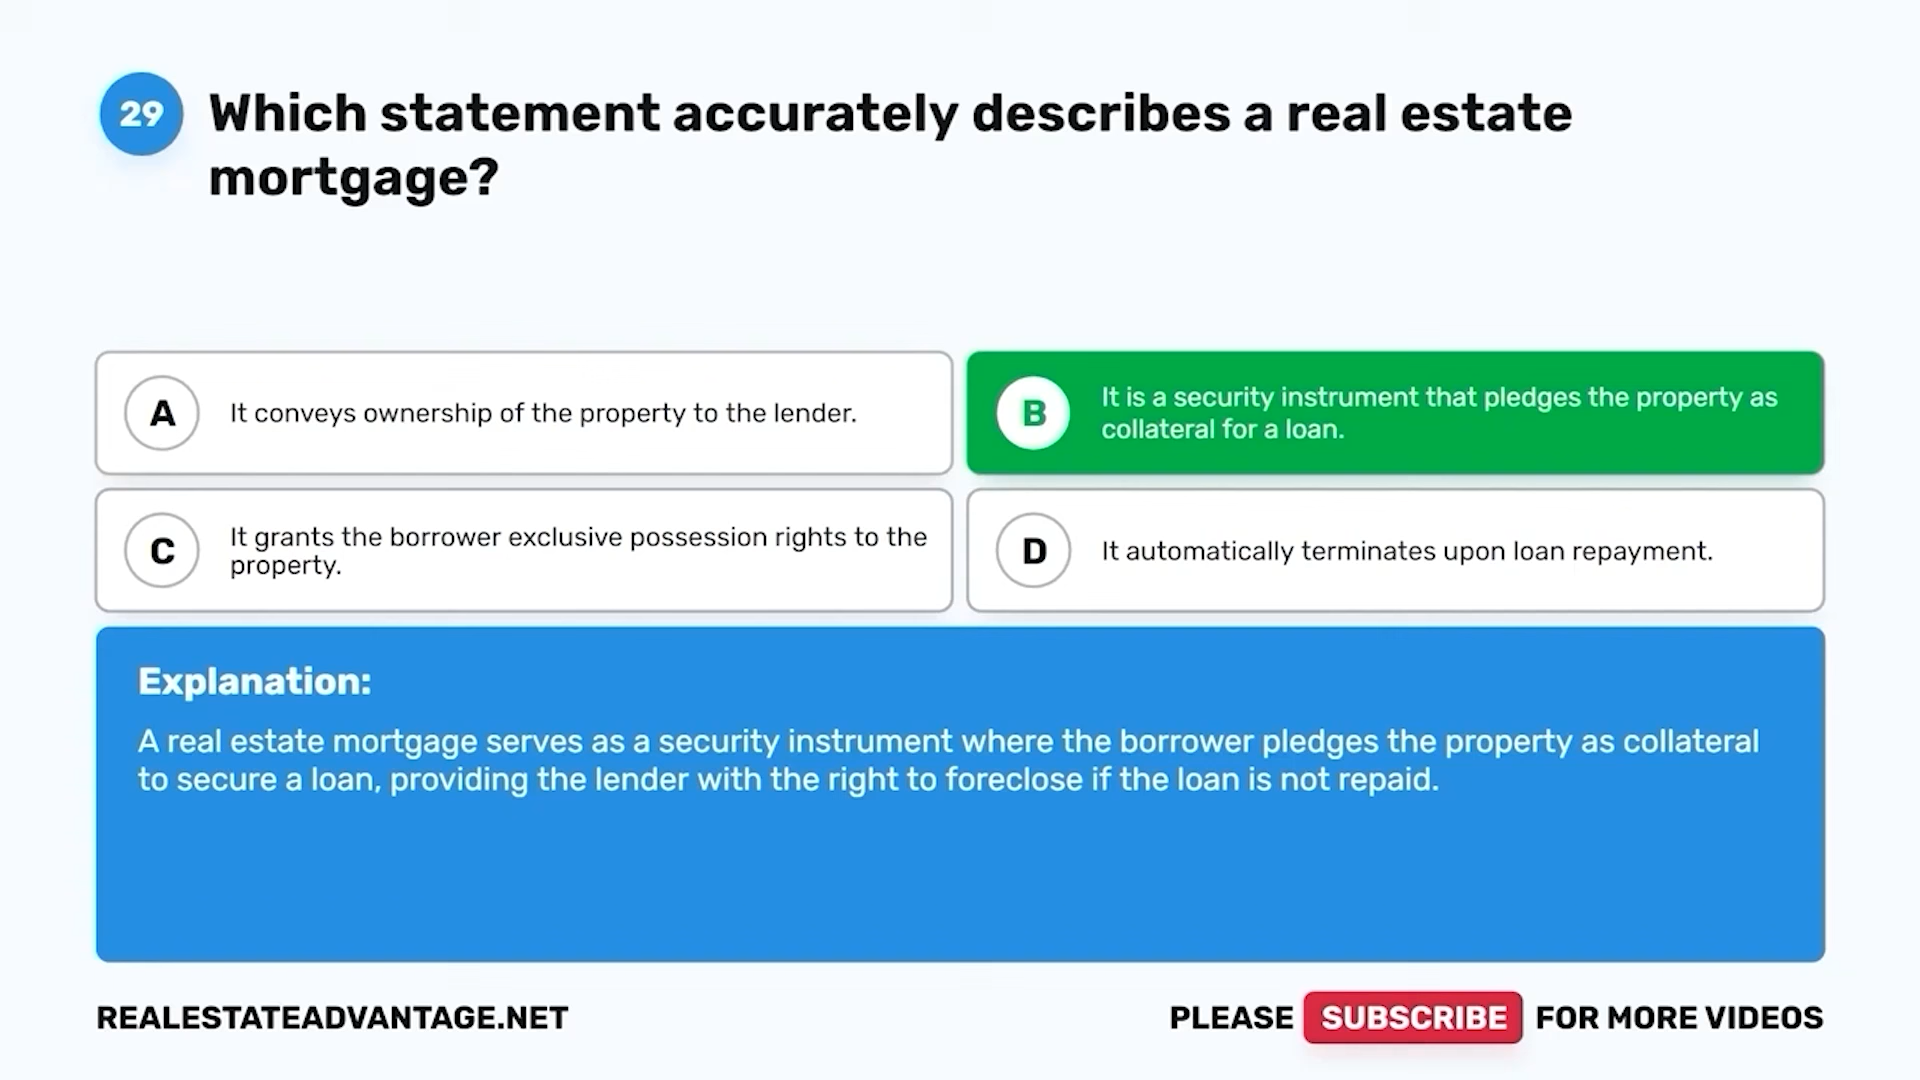 29
Which statement accurately describes a real estate
mortgage?
A
It conveys ownership of the property to the lender.
B
It is a security instrument that pledges the property as
collateral for a loan.
C
It grants the borrower exclusive possession rights to the
property.
D
It automatically terminates upon loan repayment.
Explanation:
A real estate mortgage serves as a security instrument where the borrower pledges the property as collateral
to secure a loan, providing the lender with the right to foreclose if the loan is not repaid.
REALESTATEADVANTAGE.NET
PLEASE SUBSCRIBE FOR MORE VIDEOS